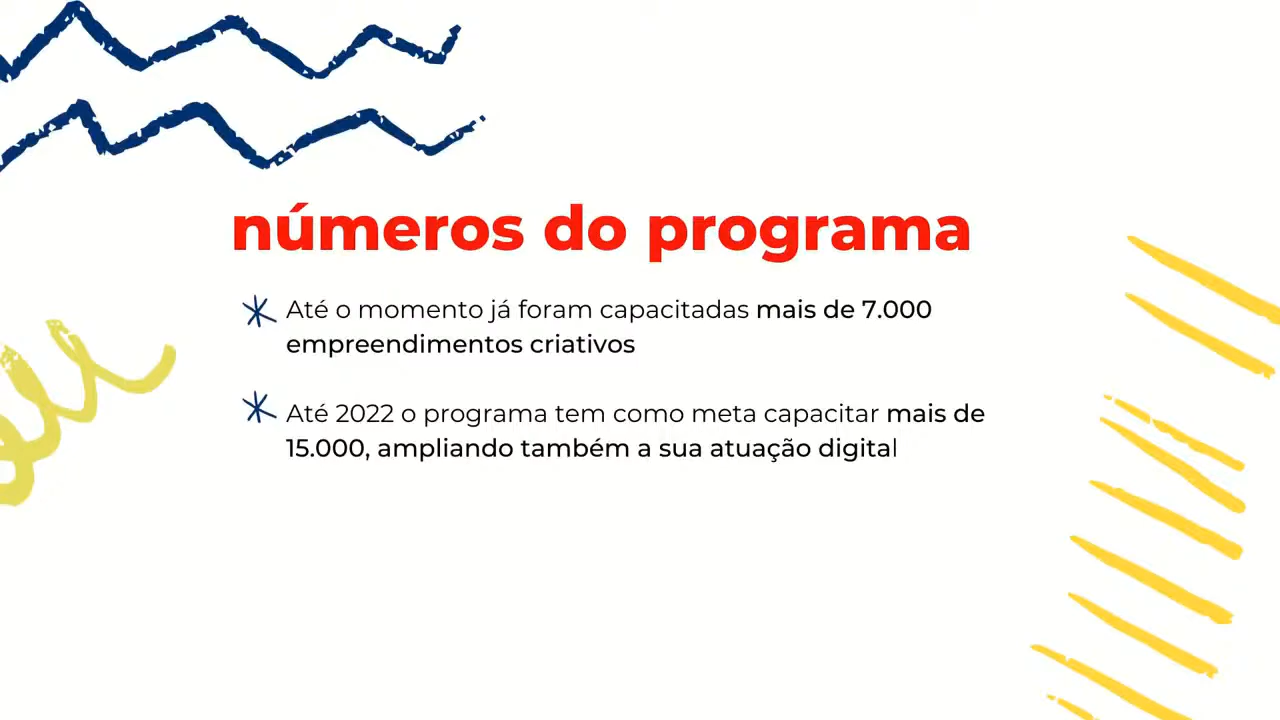 números do programa
Até o momento já foram capacitadas mais de 7.000
empreendimentos criativos
Até 2022 o programa tem como meta capacitar mais de
15.000, ampliando também a sua atuação digital